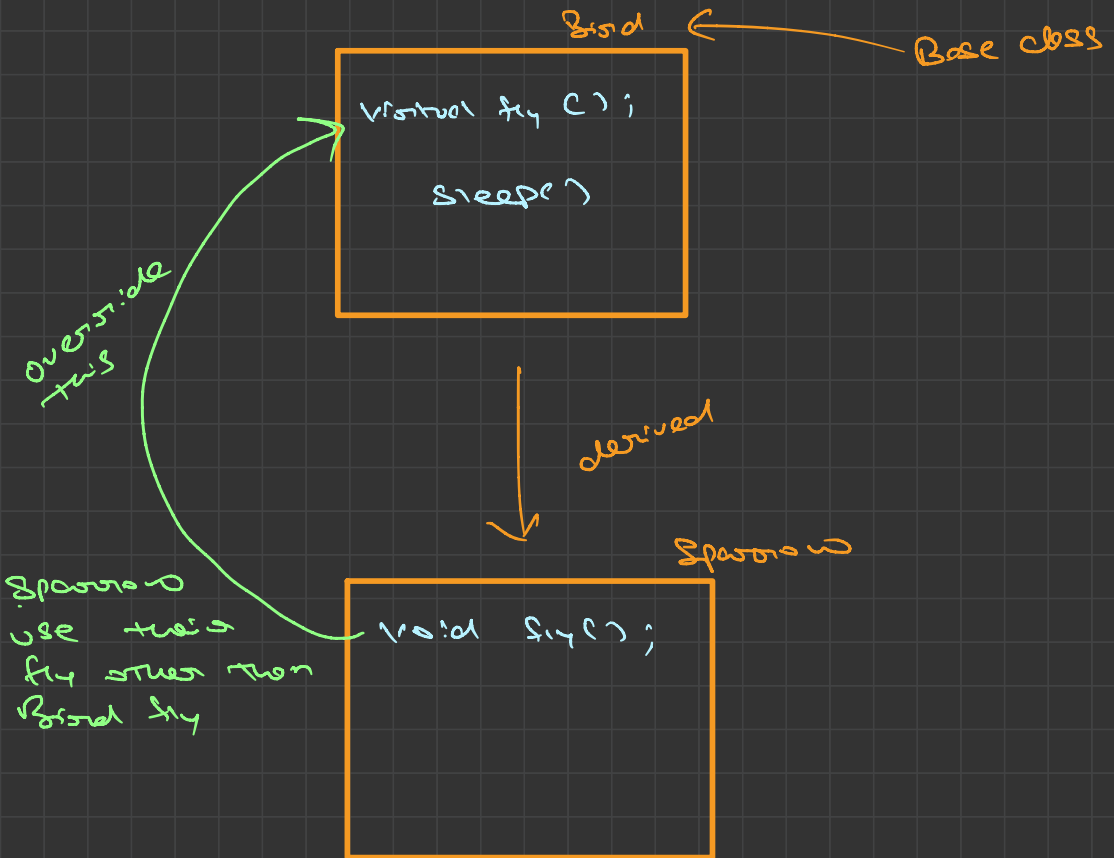 Bird
Base class
virtual fly();
sleep()
override
this
derived
Sparrow
void fly();
Sparrow
use their
fly other than
Bird fly